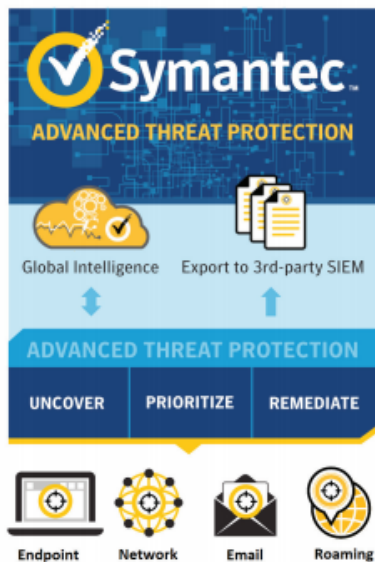 Symantec™
ADVANCED THREAT PROTECTION
Global Intelligence
Export to 3rd-party SIEM
ADVANCED THREAT PROTECTION
UNCOVER
PRIORITIZE
REMEDIATE
Endpoint
Network
Email
Roaming